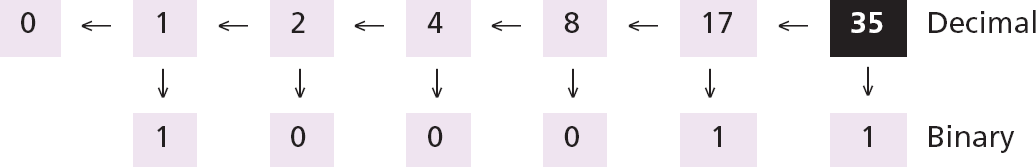 0 ← 1 ← 2 ← 4 ← 8 ← 17 ← 35 Decimal
↓ ↓ ↓ ↓ ↓ ↓
1 0 0 0 1 1 Binary